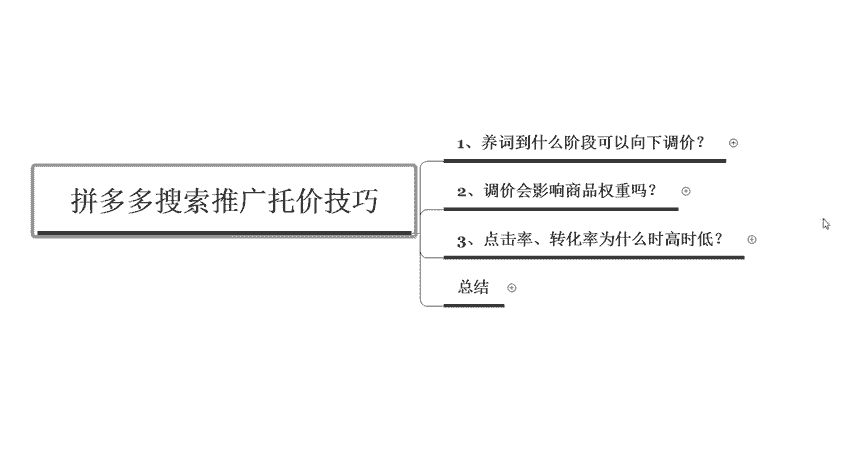 拼多多搜索推广托价技巧
1、养词到什么阶段可以向下调价？
2、调价会影响商品权重吗？
3、点击率、转化率为什么时高时低？
总结